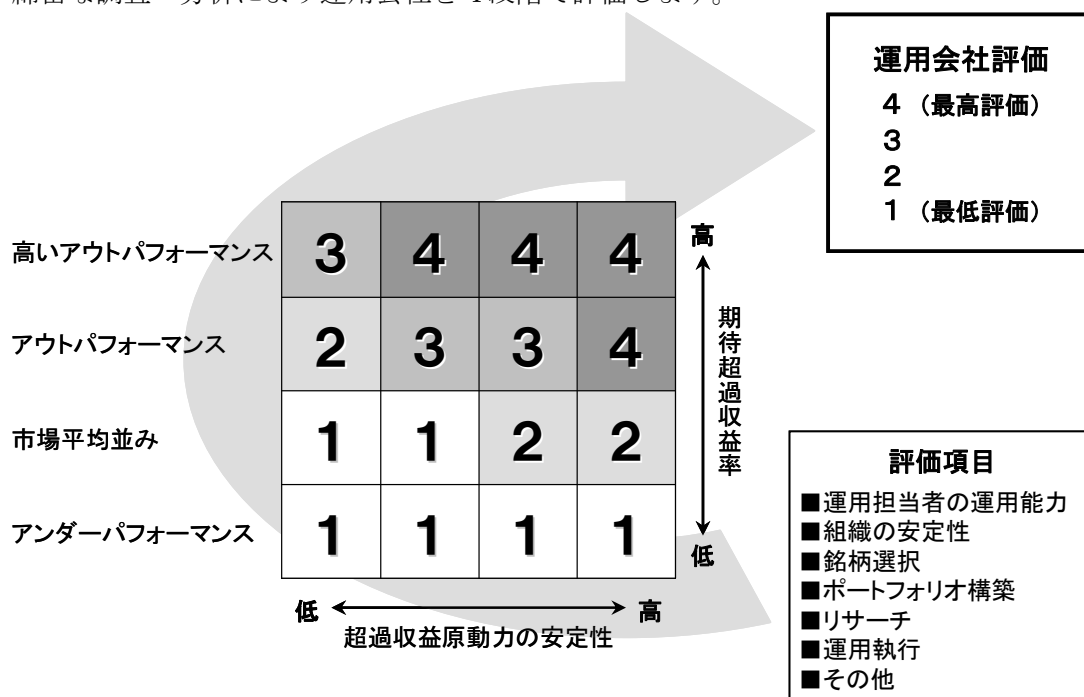 運用会社評価
4 (最高評価)
3
2
1 (最低評価)
高いアウトパフォーマンス 3 4 4 4
アウトパフォーマンス 2 3 3 4
市場平均並み 1 1 2 2
アンダーパフォーマンス 1 1 1 1
高
期待超過収益率
低
低 高
超過収益原動力の安定性
評価項目
■運用担当者の運用能力
■組織の安定性
■銘柄選択
■ポートフォリオ構築
■リサーチ
■運用執行
■その他